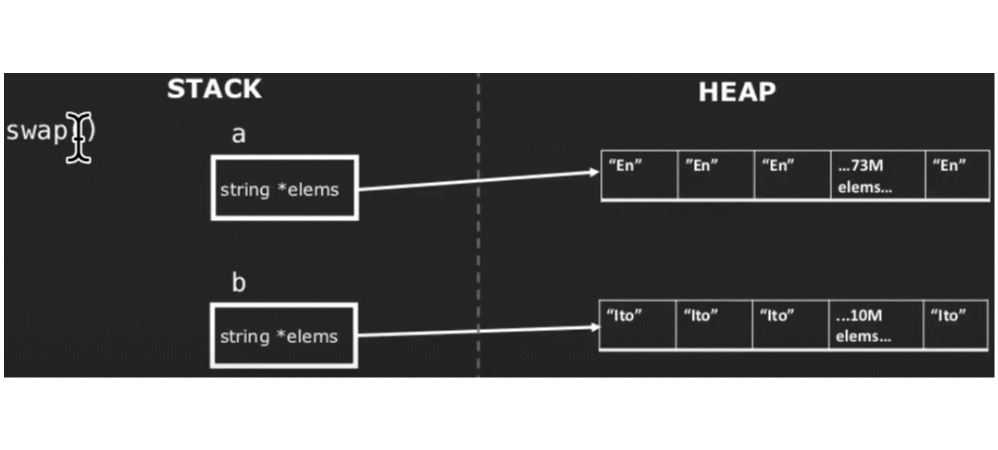 STACK
HEAP
swap()
a
string *elems
“En” ”En” “En” ...73M elems... “En”
b
string *elems
“Ito” “Ito” “Ito” ...10M elems... “Ito”